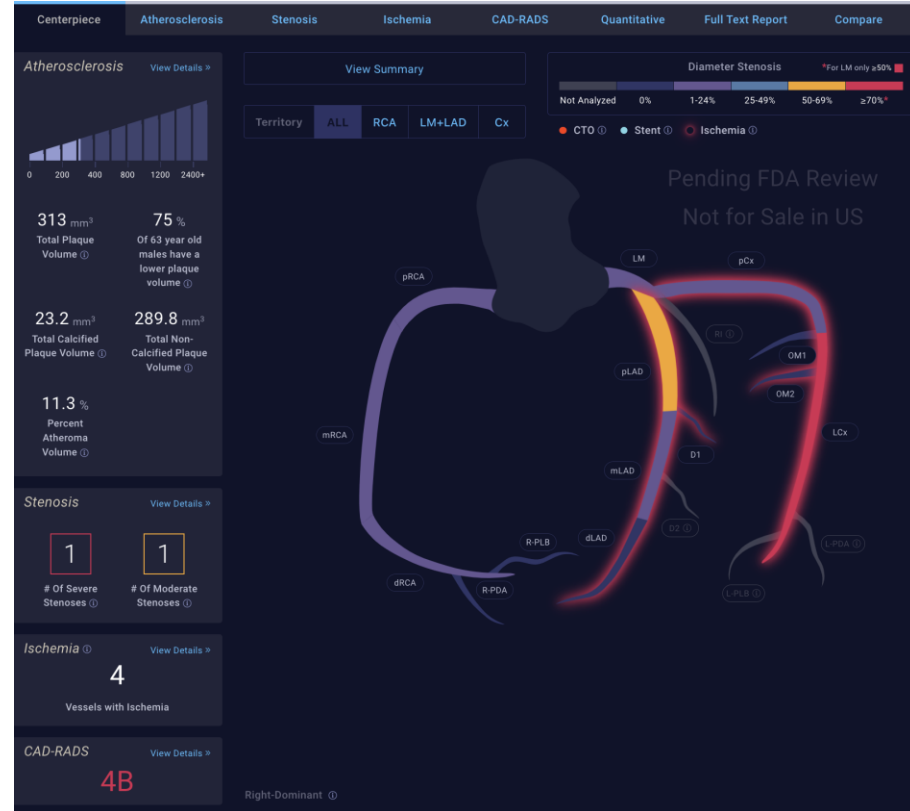 Centerpiece
Atherosclerosis
Stenosis
Ischemia
CAD-RADS
Quantitative
Full Text Report
Compare
Atherosclerosis
View Details »
0 200 400 800 1200 2400+
313 mm³
Total Plaque
Volume ⓘ
75 %
Of 63 year old
males have a
lower plaque
volume ⓘ
23.2 mm³
Total Calcified
Plaque Volume ⓘ
289.8 mm³
Total Non-
Calcified Plaque
Volume ⓘ
11.3 %
Percent
Atheroma
Volume ⓘ
Stenosis
View Details »
1
# Of Severe
Stenoses ⓘ
1
# Of Moderate
Stenoses ⓘ
Ischemia ⓘ
View Details »
4
Vessels with Ischemia
CAD-RADS
View Details »
4B
View Summary
Territory ALL RCA LM+LAD Cx
Diameter Stenosis
*For LM only ≥50%
Not Analyzed 0% 1-24% 25-49% 50-69% ≥70%*
CTO ⓘ Stent ⓘ Ischemia ⓘ
Pending FDA Review
Not for Sale in US
LM
pCx
pRCA
RI ⓘ
OM1
pLAD
OM2
mRCA
LCx
D1
mLAD
D2 ⓘ
R-PLB
dLAD
L-PDA ⓘ
dRCA
R-PDA
L-PLB ⓘ
Right-Dominant ⓘ